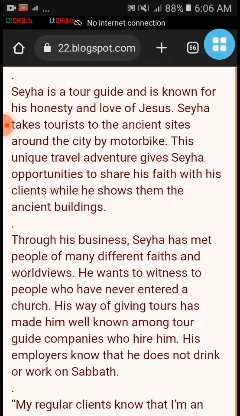 0.0KB/s 0.0KB/s 88% 6:06 AM
No internet connection
22.blogspot.com 56
.
Seyha is a tour guide and is known for
his honesty and love of Jesus. Seyha
takes tourists to the ancient sites
around the city by motorbike. This
unique travel adventure gives Seyha
opportunities to share his faith with his
clients while he shows them the
ancient buildings.
.
Through his business, Seyha has met
people of many different faiths and
worldviews. He wants to witness to
people who have never entered a
church. His way of giving tours has
made him well known among tour
guide companies who hire him. His
employers know that he does not drink
or work on Sabbath.
.
“My regular clients know that I'm an